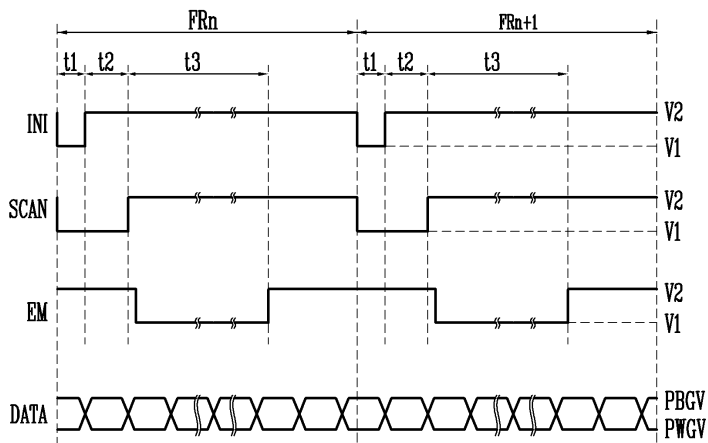 FRn FRn+1
t1 t2 t3 t1 t2 t3
INI V2
V1
SCAN V2
V1
EM V2
V1
DATA PBGV
PWGV